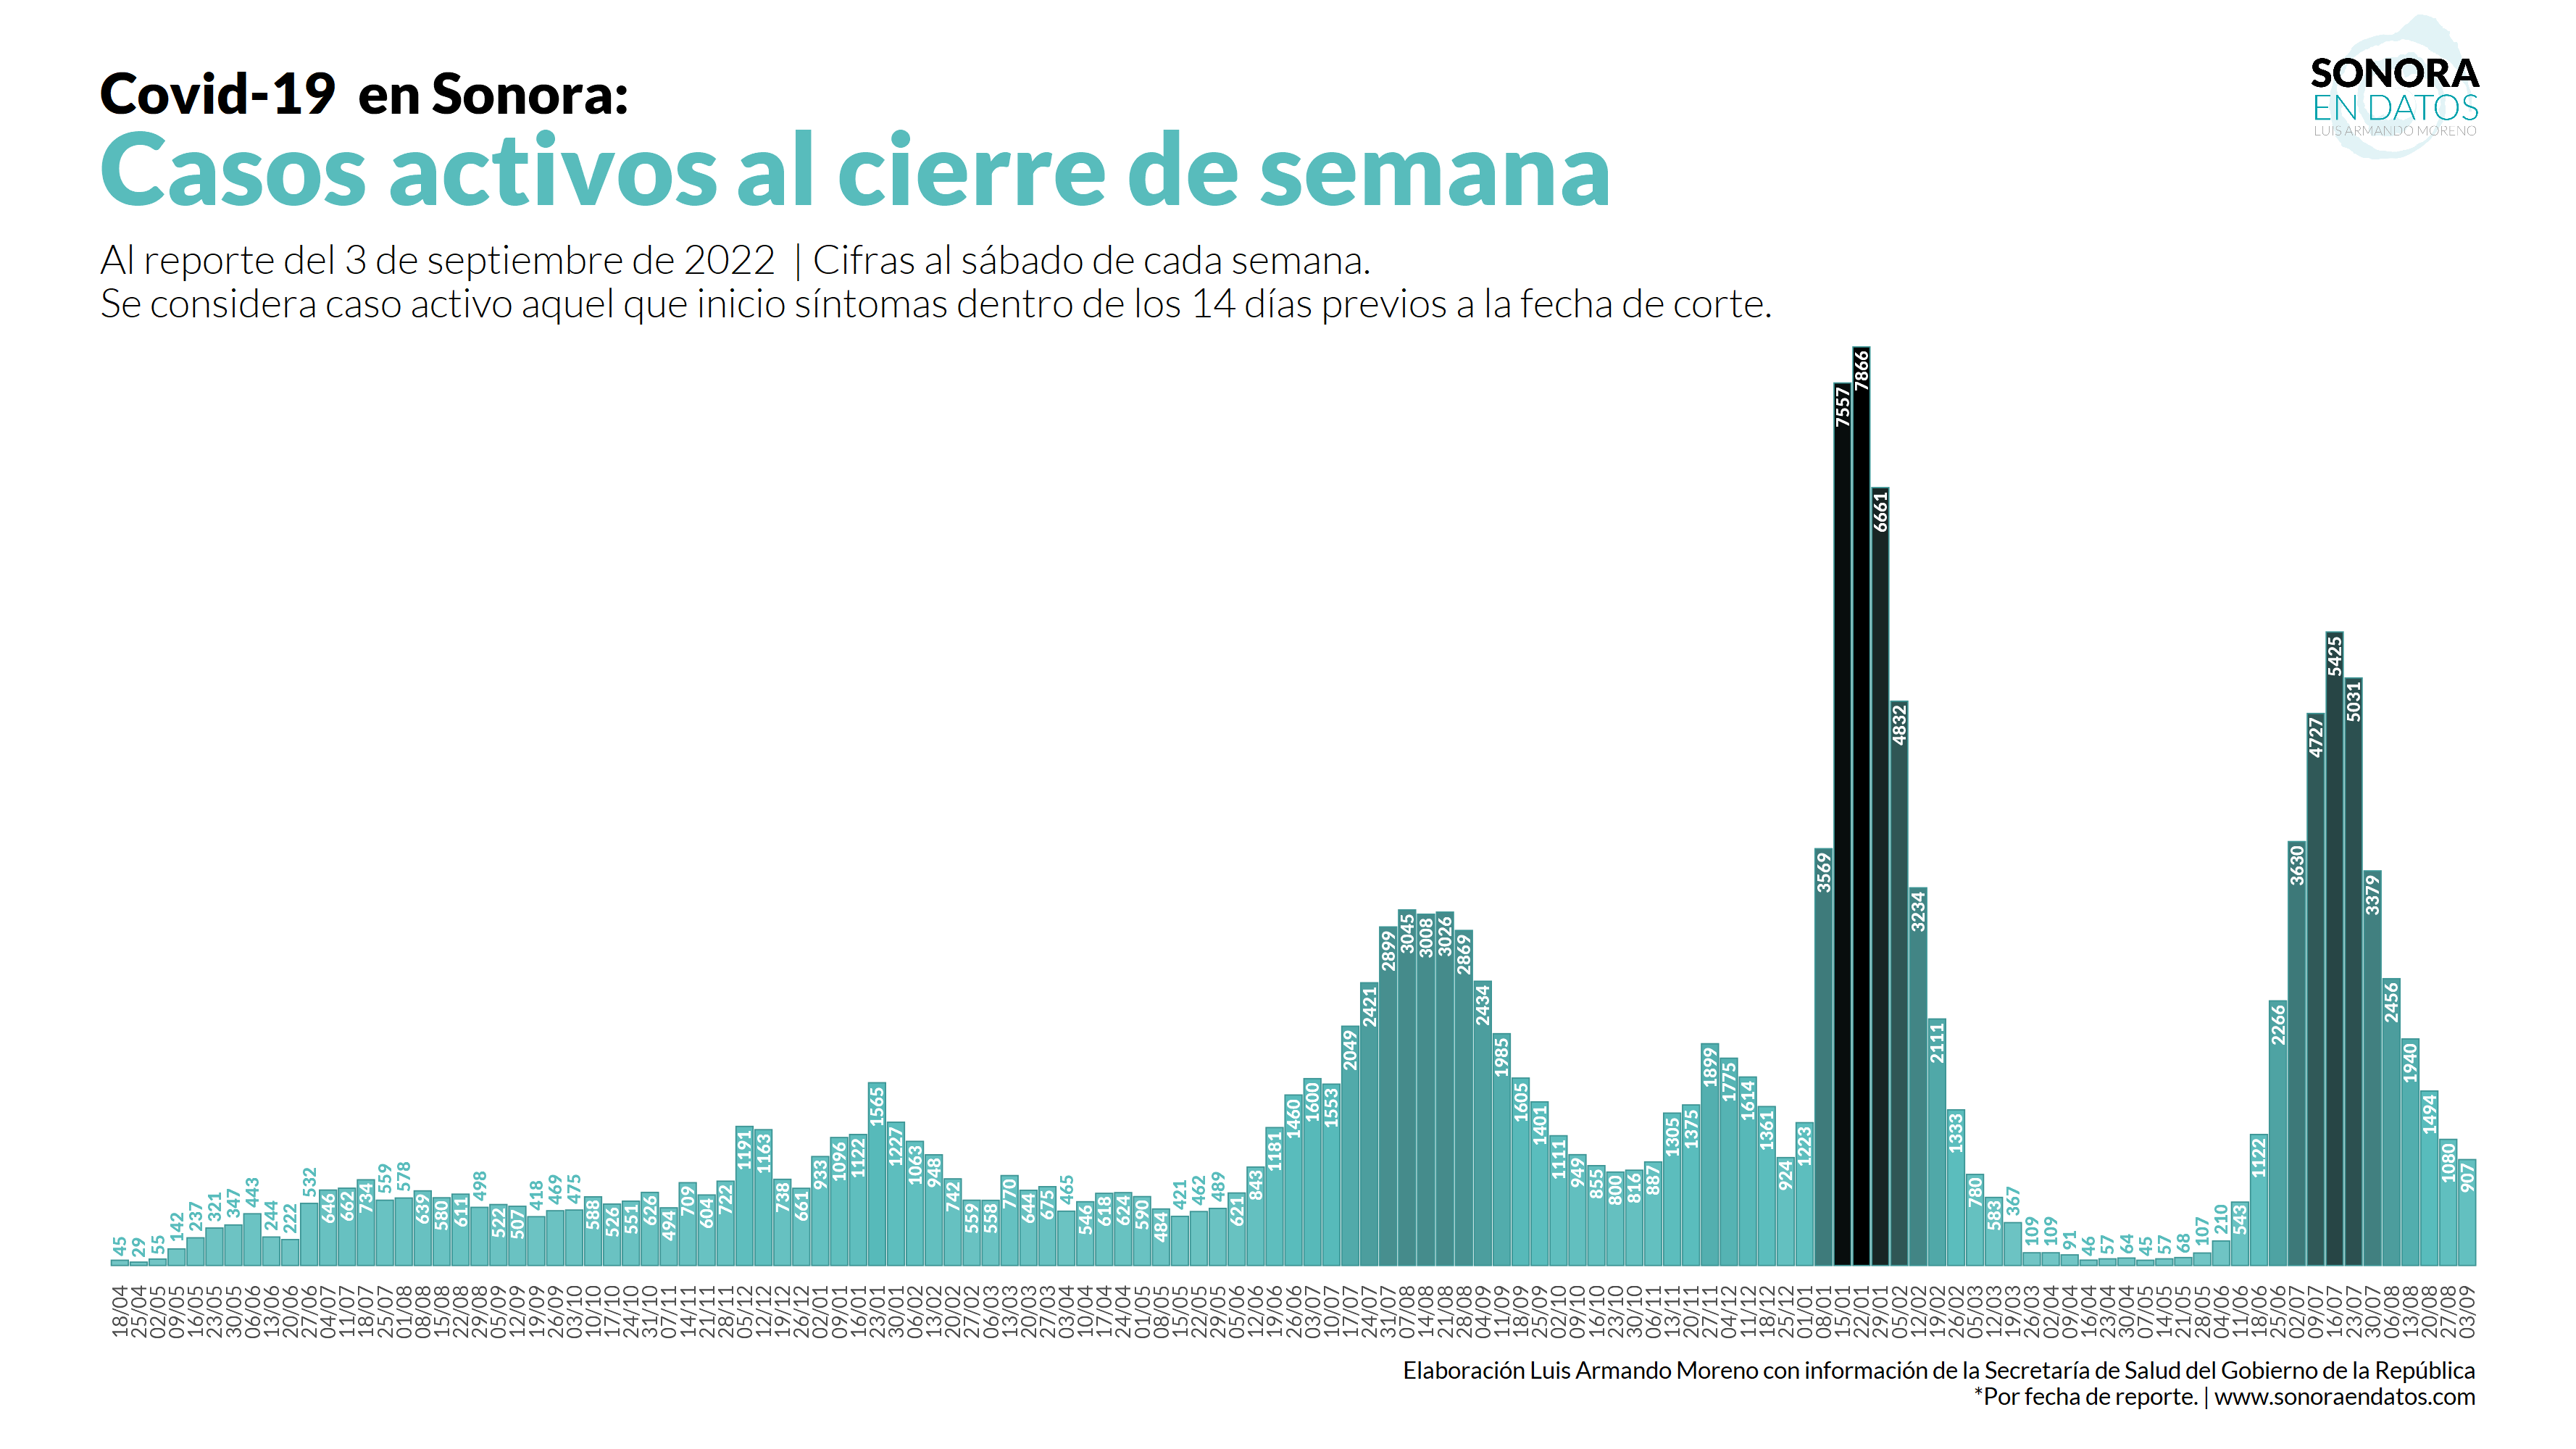 Covid-19 en Sonora:
Casos activos al cierre de semana
Al reporte del 3 de septiembre de 2022 | Cifras al sábado de cada semana.
Se considera caso activo aquel que inicio síntomas dentro de los 14 días previos a la fecha de corte.
SONORA
EN DATOS
LUIS ARMANDO MORENO
45 29 55 142 237 321 347 443 244 222 532 646 662 734 559 578 639 580 611 498 522 507 418 469 475 588 526 551 626 494 709 604 722 1191 1163 738 661 933 1096 1122 1565 1227 1063 948 742 559 558 770 644 675 465 546 618 624 590 484 421 462 489 621 843 1181 1460 1600 1553 2049 2421 2899 3045 3008 3026 2869 2434 1985 1605 1401 1111 949 855 800 816 887 1305 1375 1899 1775 1614 1361 924 1223 3569 7557 7866 6661 4832 3234 2111 1333 780 583 367 109 109 91 46 57 64 45 57 68 107 210 543 1122 2266 3630 4727 5425 5031 3379 2456 1940 1494 1080 907
18/04 25/04 02/05 09/05 16/05 23/05 30/05 06/06 13/06 20/06 27/06 04/07 11/07 18/07 25/07 01/08 08/08 15/08 22/08 29/08 05/09 12/09 19/09 26/09 03/10 10/10 17/10 24/10 31/10 07/11 14/11 21/11 28/11 05/12 12/12 19/12 26/12 02/01 09/01 16/01 23/01 30/01 06/02 13/02 20/02 27/02 06/03 13/03 20/03 27/03 03/04 10/04 17/04 24/04 01/05 08/05 15/05 22/05 29/05 05/06 12/06 19/06 26/06 03/07 10/07 17/07 24/07 31/07 07/08 14/08 21/08 28/08 04/09 11/09 18/09 25/09 02/10 09/10 16/10 23/10 30/10 06/11 13/11 20/11 27/11 04/12 11/12 18/12 25/12 01/01 08/01 15/01 22/01 29/01 05/02 12/02 19/02 26/02 05/03 12/03 19/03 26/03 02/04 09/04 16/04 23/04 30/04 07/05 14/05 21/05 28/05 04/06 11/06 18/06 25/06 02/07 09/07 16/07 23/07 30/07 06/08 13/08 20/08 27/08 03/09
Elaboración Luis Armando Moreno con información de la Secretaría de Salud del Gobierno de la República
*Por fecha de reporte. | www.sonoraendatos.com